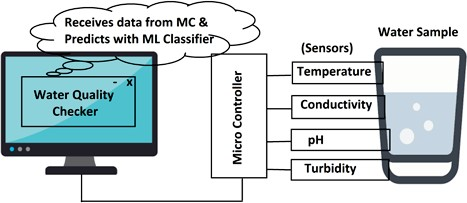 Receives data from MC &
Predicts with ML Classifier
- x
Water Quality
Checker
Micro Controller
(Sensors)
Temperature
Conductivity
pH
Turbidity
Water Sample